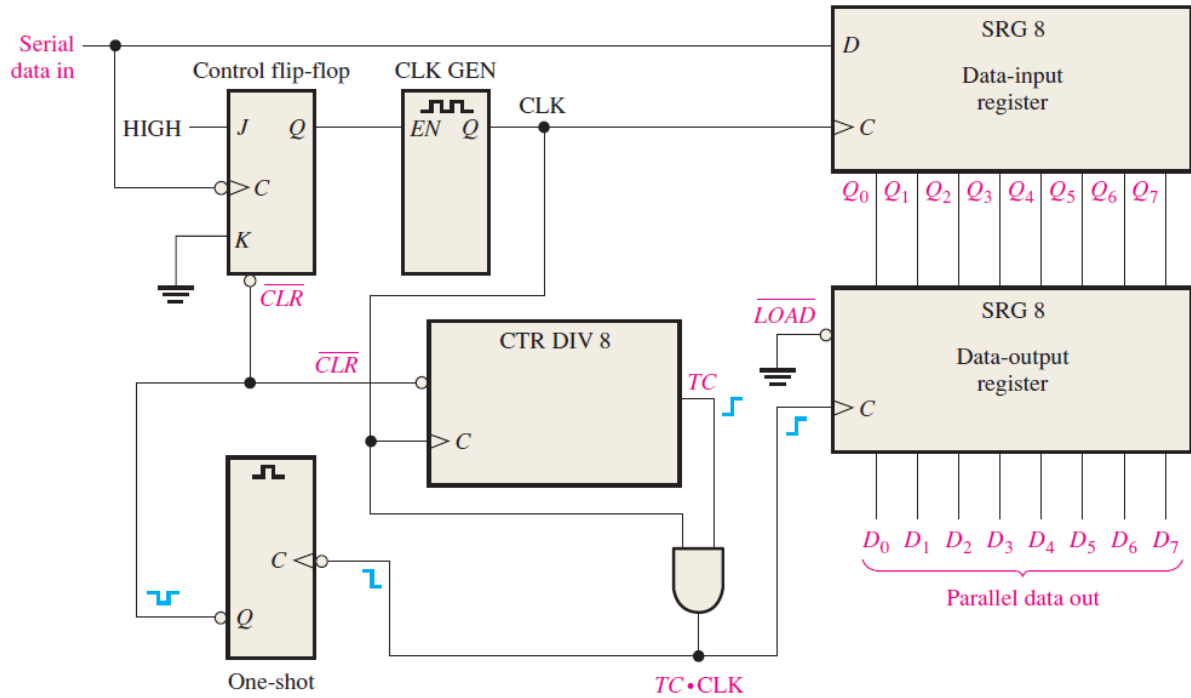 Serial
data in
Control flip-flop
CLK GEN
CLK
SRG 8
D
Data-input
register
C
HIGH
J
Q
EN Q
C
K
Q0 Q1 Q2 Q3 Q4 Q5 Q6 Q7
CLR
CLR
CTR DIV 8
TC
C
LOAD
SRG 8
Data-output
register
C
C
Q
One-shot
TC•CLK
D0 D1 D2 D3 D4 D5 D6 D7
Parallel data out